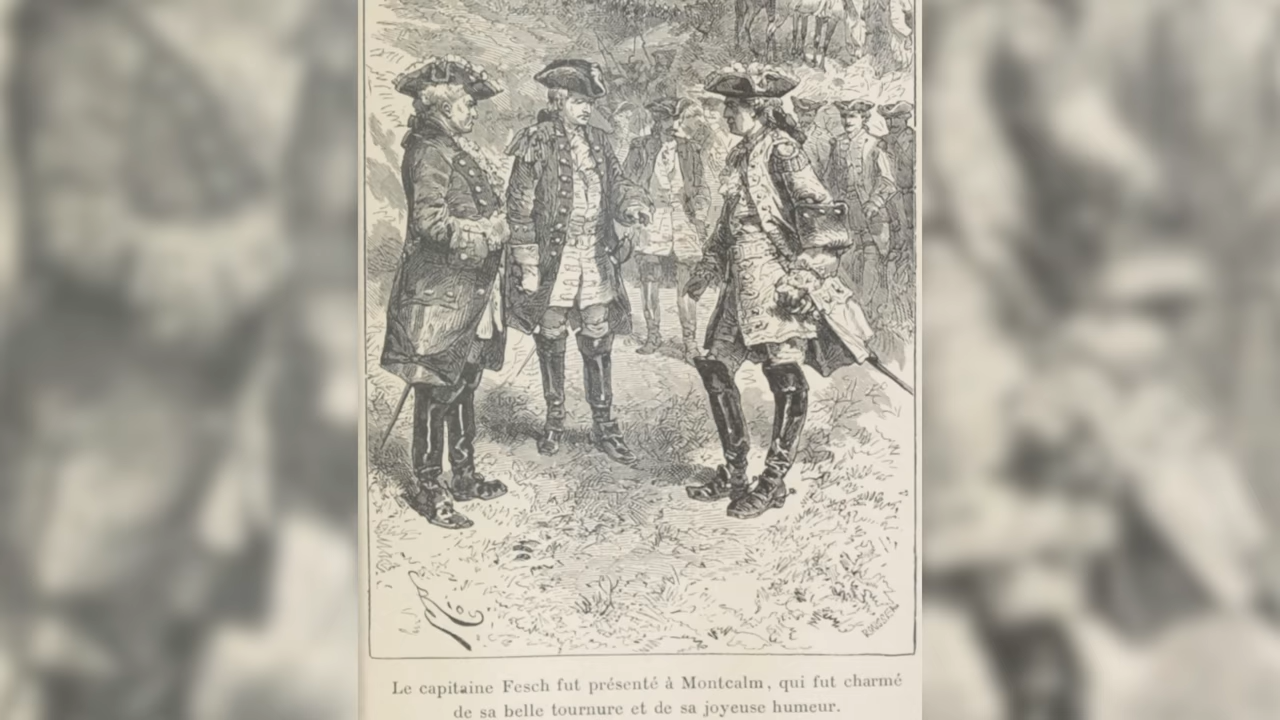 Le capitaine Fesch fut présenté à Montcalm, qui fut charmé
de sa belle tournure et de sa joyeuse humeur.